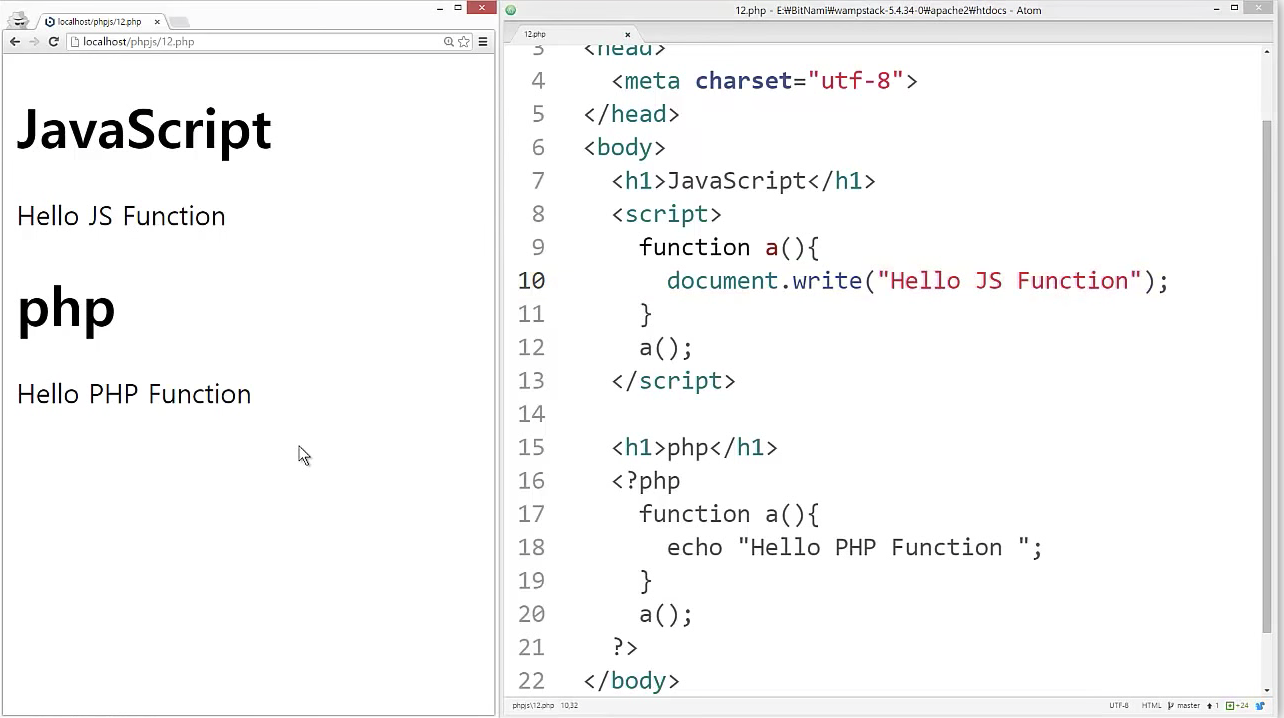 localhost/phpjs/12.php
localhost/phpjs/12.php
JavaScript
Hello JS Function
php
Hello PHP Function
12.php - E:₩BitNami₩wampstack-5.4.34-0₩apache2₩htdocs - Atom
12.php
3 <head>
4 <meta charset="utf-8">
5 </head>
6 <body>
7 <h1>JavaScript</h1>
8 <script>
9 function a(){
10 document.write("Hello JS Function");
11 }
12 a();
13 </script>
14
15 <h1>php</h1>
16 <?php
17 function a(){
18 echo "Hello PHP Function ";
19 }
20 a();
21 ?>
22 </body>
phpjs\12.php 10,32 UTF-8 HTML master 1 +24